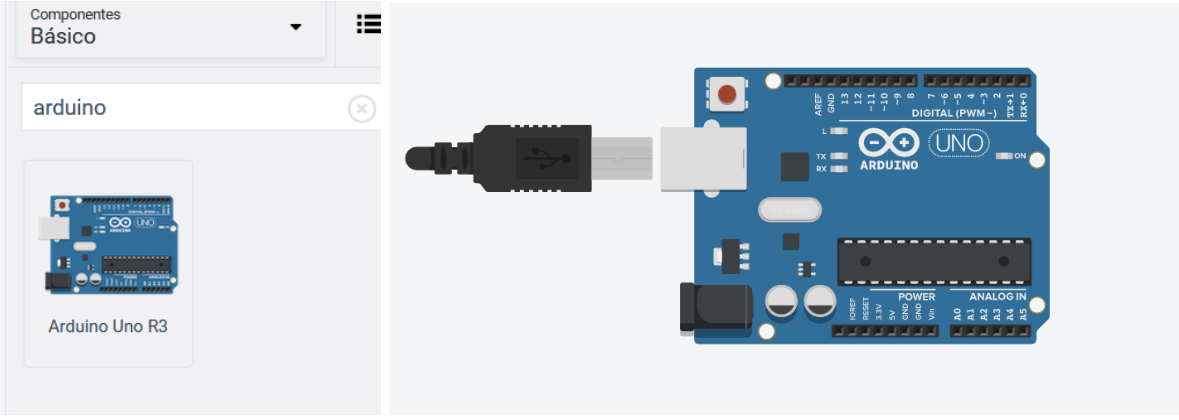 Componentes
Básico
arduino
Arduino Uno R3
AREF
GND
13
12
~11
~10
~9
8
7
~6
~5
4
~3
2
TX→1
RX←0
DIGITAL (PWM~)
L
TX
RX
ARDUINO
UNO
ON
POWER
ANALOG IN
IOREF
RESET
3.3V
5V
GND
GND
Vin
A0
A1
A2
A3
A4
A5